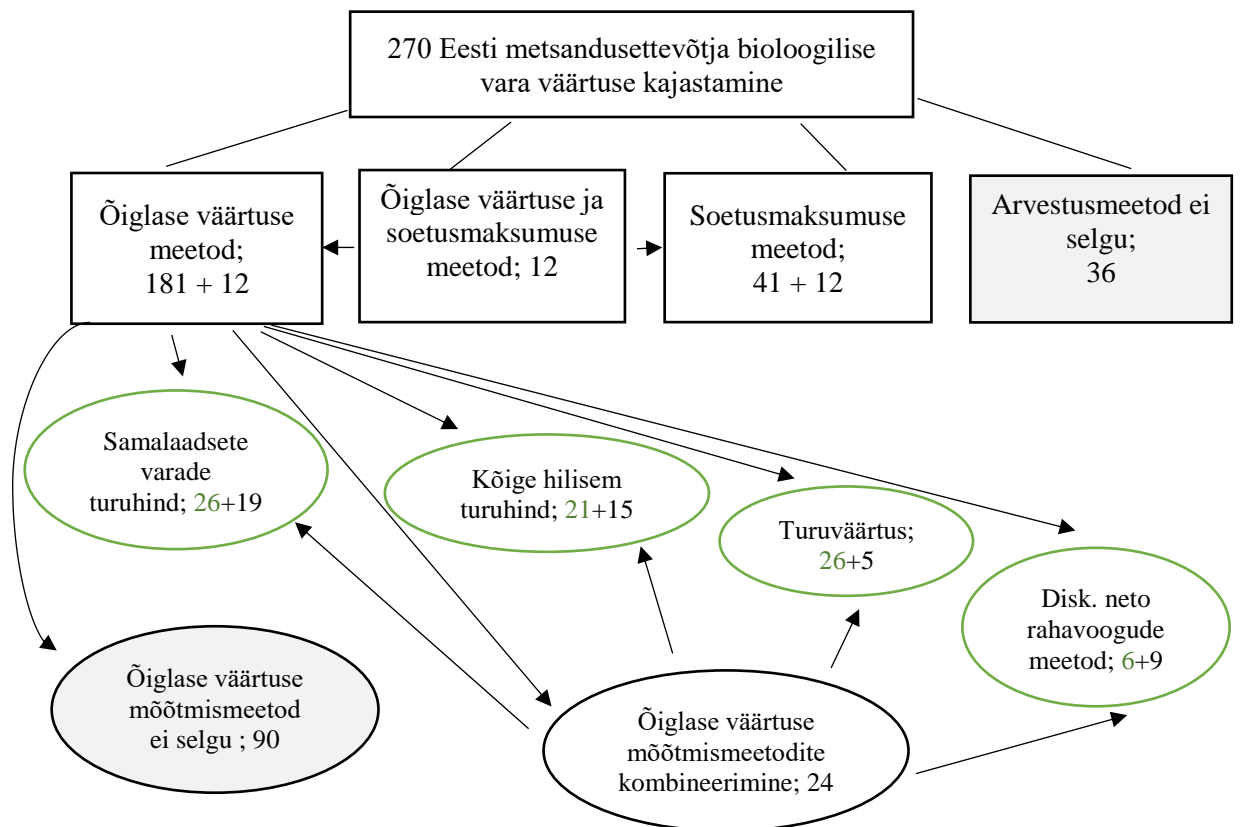 270 Eesti metsandusettevõtja bioloogilise
vara väärtuse kajastamine
Õiglase väärtuse
meetod;
181 + 12
Õiglase väärtuse ja
soetusmaksumuse
meetod; 12
Soetusmaksumuse
meetod;
41 + 12
Arvestusmeetod ei
selgu;
36
Samalaadsete
varade
turuhind; 26+19
Kõige hilisem
turuhind; 21+15
Turuväärtus;
26+5
Disk. neto
rahavoogude
meetod; 6+9
Õiglase väärtuse
mõõtmismeetod
ei selgu ; 90
Õiglase väärtuse
mõõtmismeetodite
kombineerimine; 24